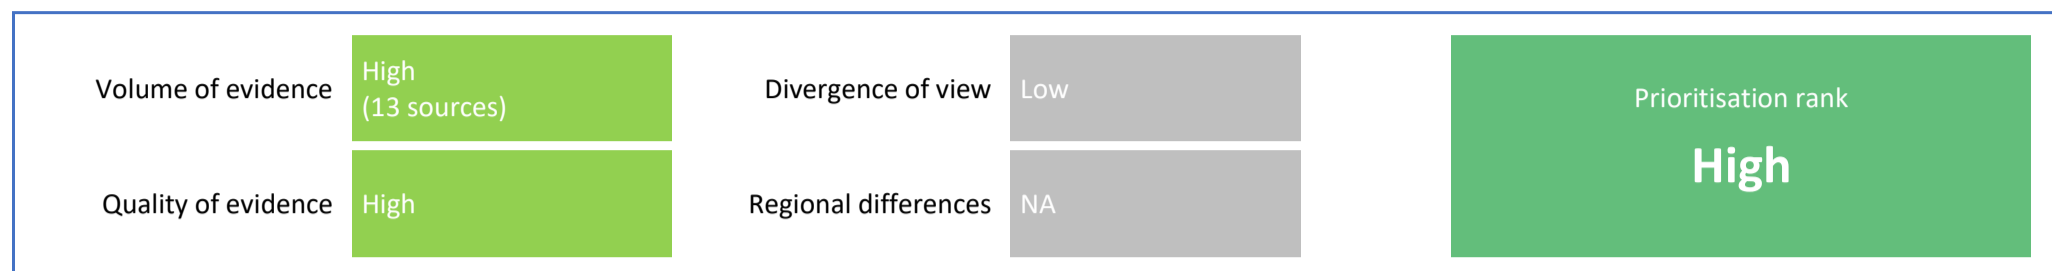 Volume of evidence
High
(13 sources)
Divergence of view
Low
Prioritisation rank
High
Quality of evidence
High
Regional differences
NA